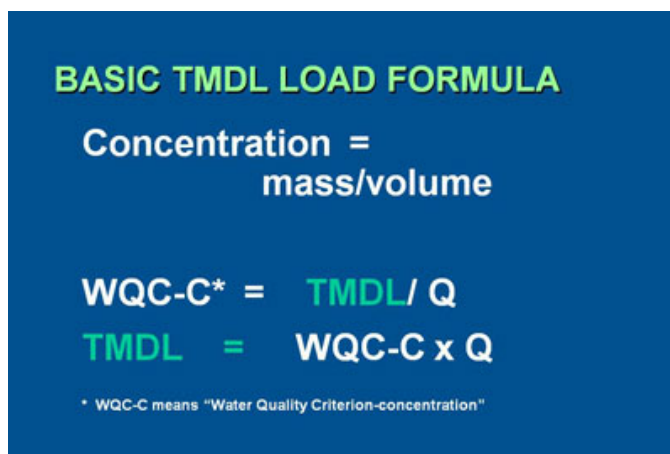 BASIC TMDL LOAD FORMULA
Concentration =
mass/volume
WQC-C* = TMDL/ Q
TMDL = WQC-C x Q
* WQC-C means “Water Quality Criterion-concentration”